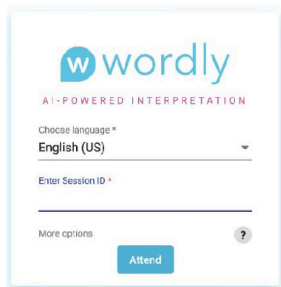 w wordly
AI-POWERED INTERPRETATION
Choose language *
English (US)
Enter Session ID *
More options ?
Attend